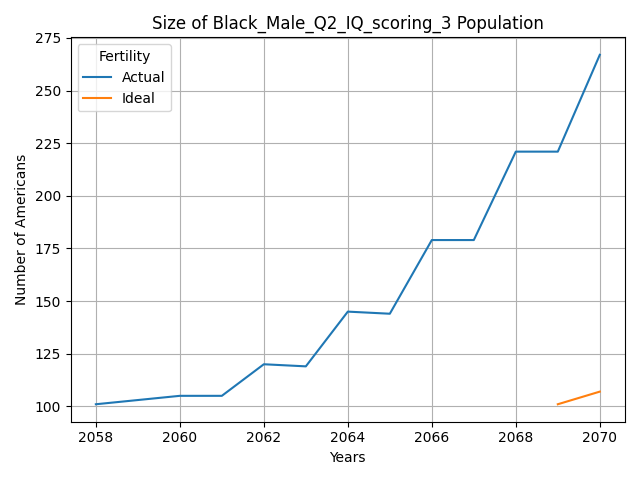 Size of Black_Male_Q2_IQ_scoring_3 Population
Fertility
Actual
Ideal
Number of Americans
275
250
225
200
175
150
125
100
2058 2060 2062 2064 2066 2068 2070
Years